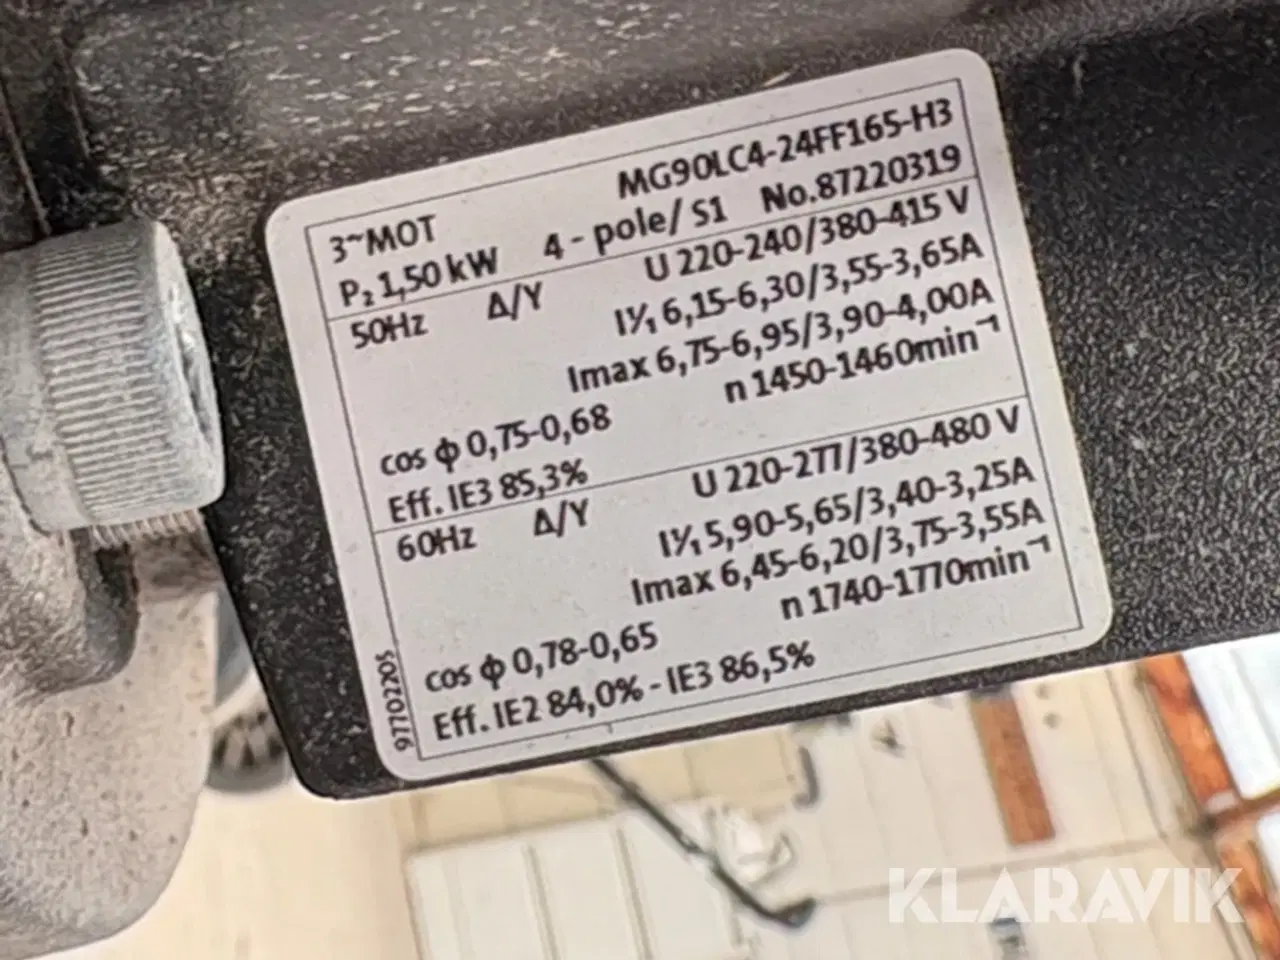 3~MOT MG90LC4-24FF165-H3
P₂ 1,50 kW 4 - pole/ S1 No.87220319
50Hz Δ/Y U 220-240/380-415 V
I1/1 6,15-6,30/3,55-3,65A
Imax 6,75-6,95/3,90-4,00A
cos ϕ 0,75-0,68 n 1450-1460min⁻¹
Eff. IE3 85,3%
60Hz Δ/Y U 220-277/380-480 V
I1/1 5,90-5,65/3,40-3,25A
Imax 6,45-6,20/3,75-3,55A
cos ϕ 0,78-0,65 n 1740-1770min⁻¹
Eff. IE2 84,0% - IE3 86,5%
97702205
KLARAVIK